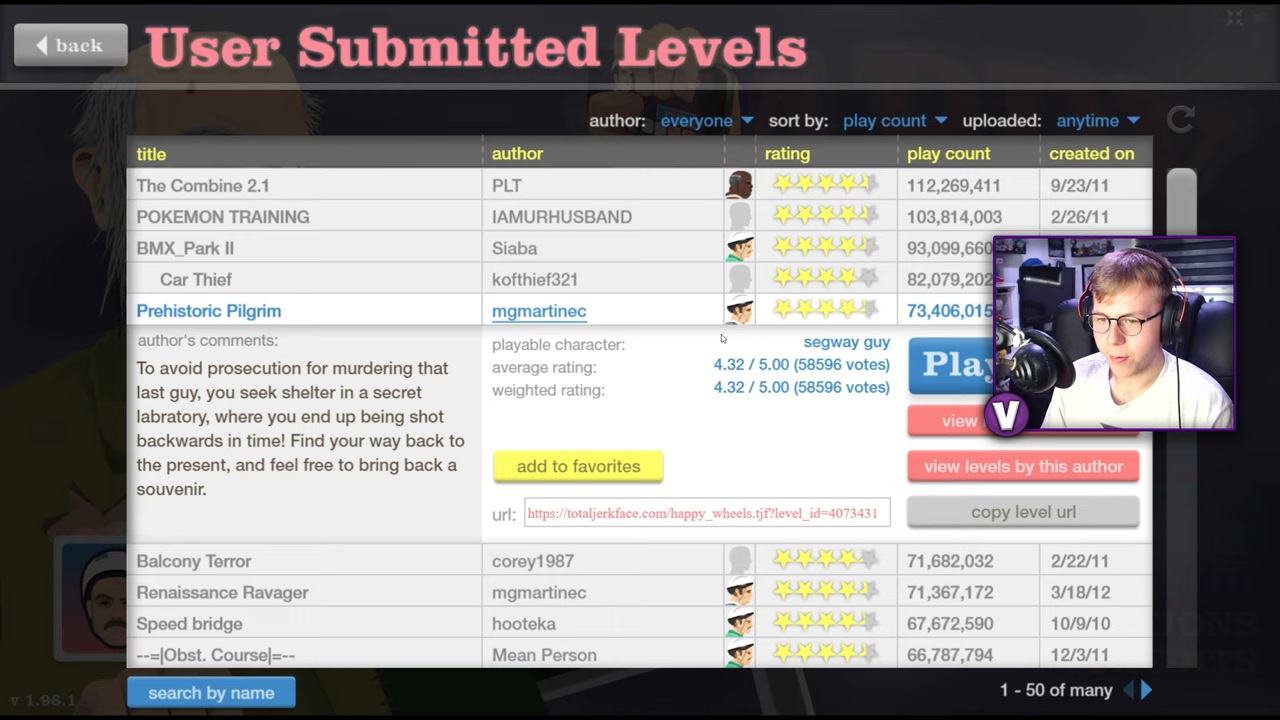 back
User Submitted Levels
author: everyone sort by: play count uploaded: anytime
title author rating play count created on
The Combine 2.1 PLT 112,269,411 9/23/11
POKEMON TRAINING IAMURHUSBAND 103,814,003 2/26/11
BMX_Park II Siaba 93,099,660
Car Thief kofthief321 82,079,202
Prehistoric Pilgrim mgmartinec 73,406,015
author's comments:
To avoid prosecution for murdering that
last guy, you seek shelter in a secret
labratory, where you end up being shot
backwards in time! Find your way back to
the present, and feel free to bring back a
souvenir.
playable character: segway guy
average rating: 4.32 / 5.00 (58596 votes)
weighted rating: 4.32 / 5.00 (58596 votes)
Play
view
V
add to favorites
view levels by this author
url: https://totaljerkface.com/happy_wheels.tjf?level_id=4073431
copy level url
Balcony Terror corey1987 71,682,032 2/22/11
Renaissance Ravager mgmartinec 71,367,172 3/18/12
Speed bridge hooteka 67,672,590 10/9/10
--=|Obst. Course|=-- Mean Person 66,787,794 12/3/11
v 1.96.1
search by name
1 - 50 of many